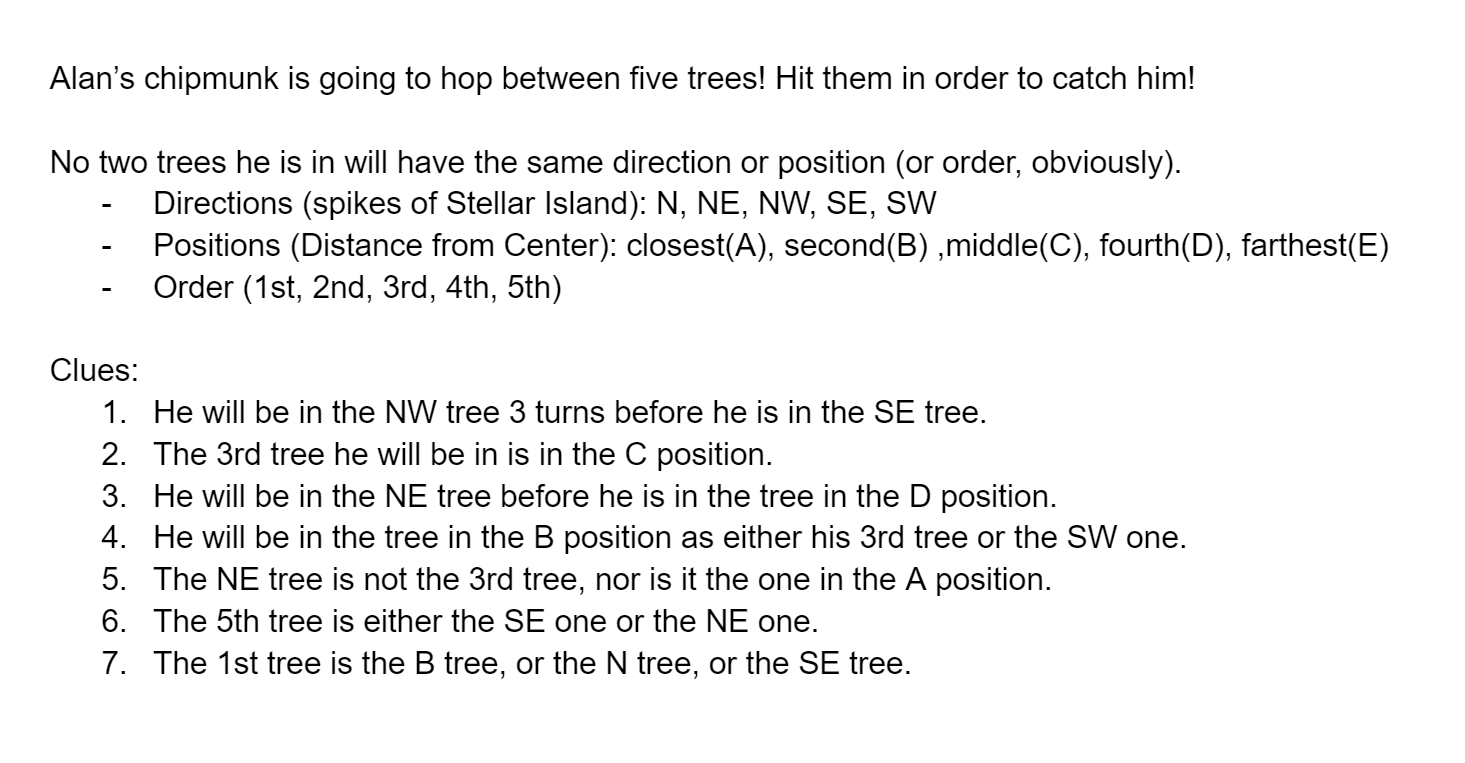 Alan’s chipmunk is going to hop between five trees! Hit them in order to catch him!
No two trees he is in will have the same direction or position (or order, obviously).
- Directions (spikes of Stellar Island): N, NE, NW, SE, SW
- Positions (Distance from Center): closest(A), second(B) ,middle(C), fourth(D), farthest(E)
- Order (1st, 2nd, 3rd, 4th, 5th)
Clues:
1. He will be in the NW tree 3 turns before he is in the SE tree.
2. The 3rd tree he will be in is in the C position.
3. He will be in the NE tree before he is in the tree in the D position.
4. He will be in the tree in the B position as either his 3rd tree or the SW one.
5. The NE tree is not the 3rd tree, nor is it the one in the A position.
6. The 5th tree is either the SE one or the NE one.
7. The 1st tree is the B tree, or the N tree, or the SE tree.